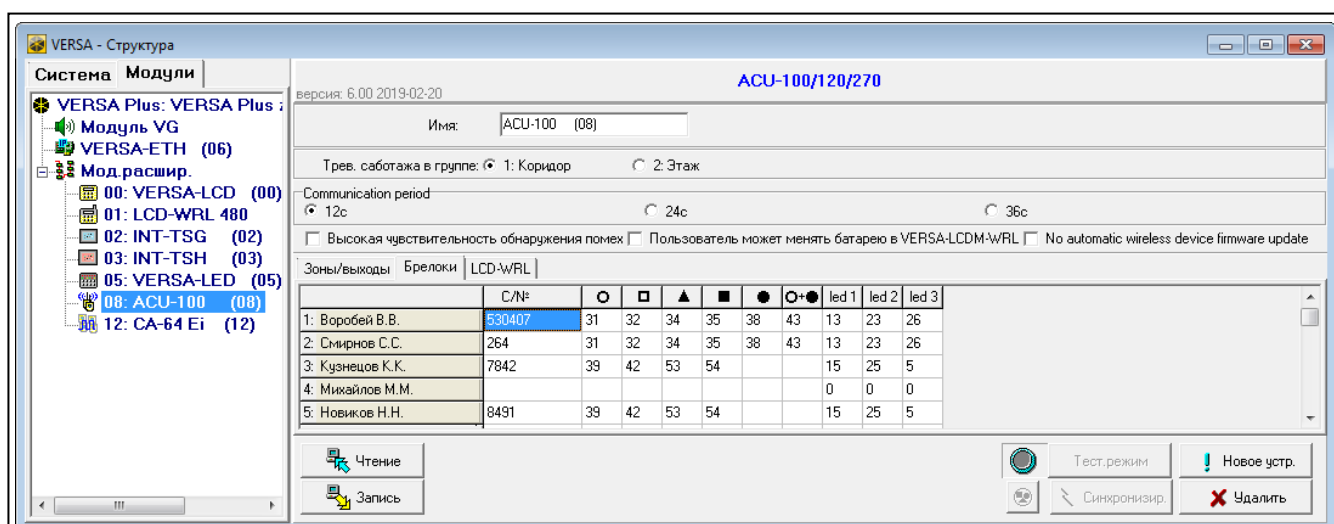 VERSA - Структура
Система Модули
VERSA Plus: VERSA Plus z
Модуль VG
VERSA-ETH (06)
Мод.расшир.
00: VERSA-LCD (00)
01: LCD-WRL 480
02: INT-TSG (02)
03: INT-TSH (03)
05: VERSA-LED (05)
08: ACU-100 (08)
12: CA-64 Ei (12)
ACU-100/120/270
версия: 6.00 2019-02-20
Имя: ACU-100 (08)
Трев. саботажа в группе: 1: Коридор 2: Этаж
Communication period
12с 24с 36с
Высокая чувствительность обнаружения помех Пользователь может менять батарею в VERSA-LCDM-WRL No automatic wireless device firmware update
Зоны/выходы Брелоки LCD-WRL
С/№ O+● led 1 led 2 led 3
1: Воробей В.В. 530407 31 32 34 35 38 43 13 23 26
2: Смирнов С.С. 264 31 32 34 35 38 43 13 23 26
3: Кузнецов К.К. 7842 39 42 53 54 15 25 5
4: Михайлов М.М. 0 0 0
5: Новиков Н.Н. 8491 39 42 53 54 15 25 5
Чтение Тест.режим Новое устр.
Запись Синхронизир. Удалить